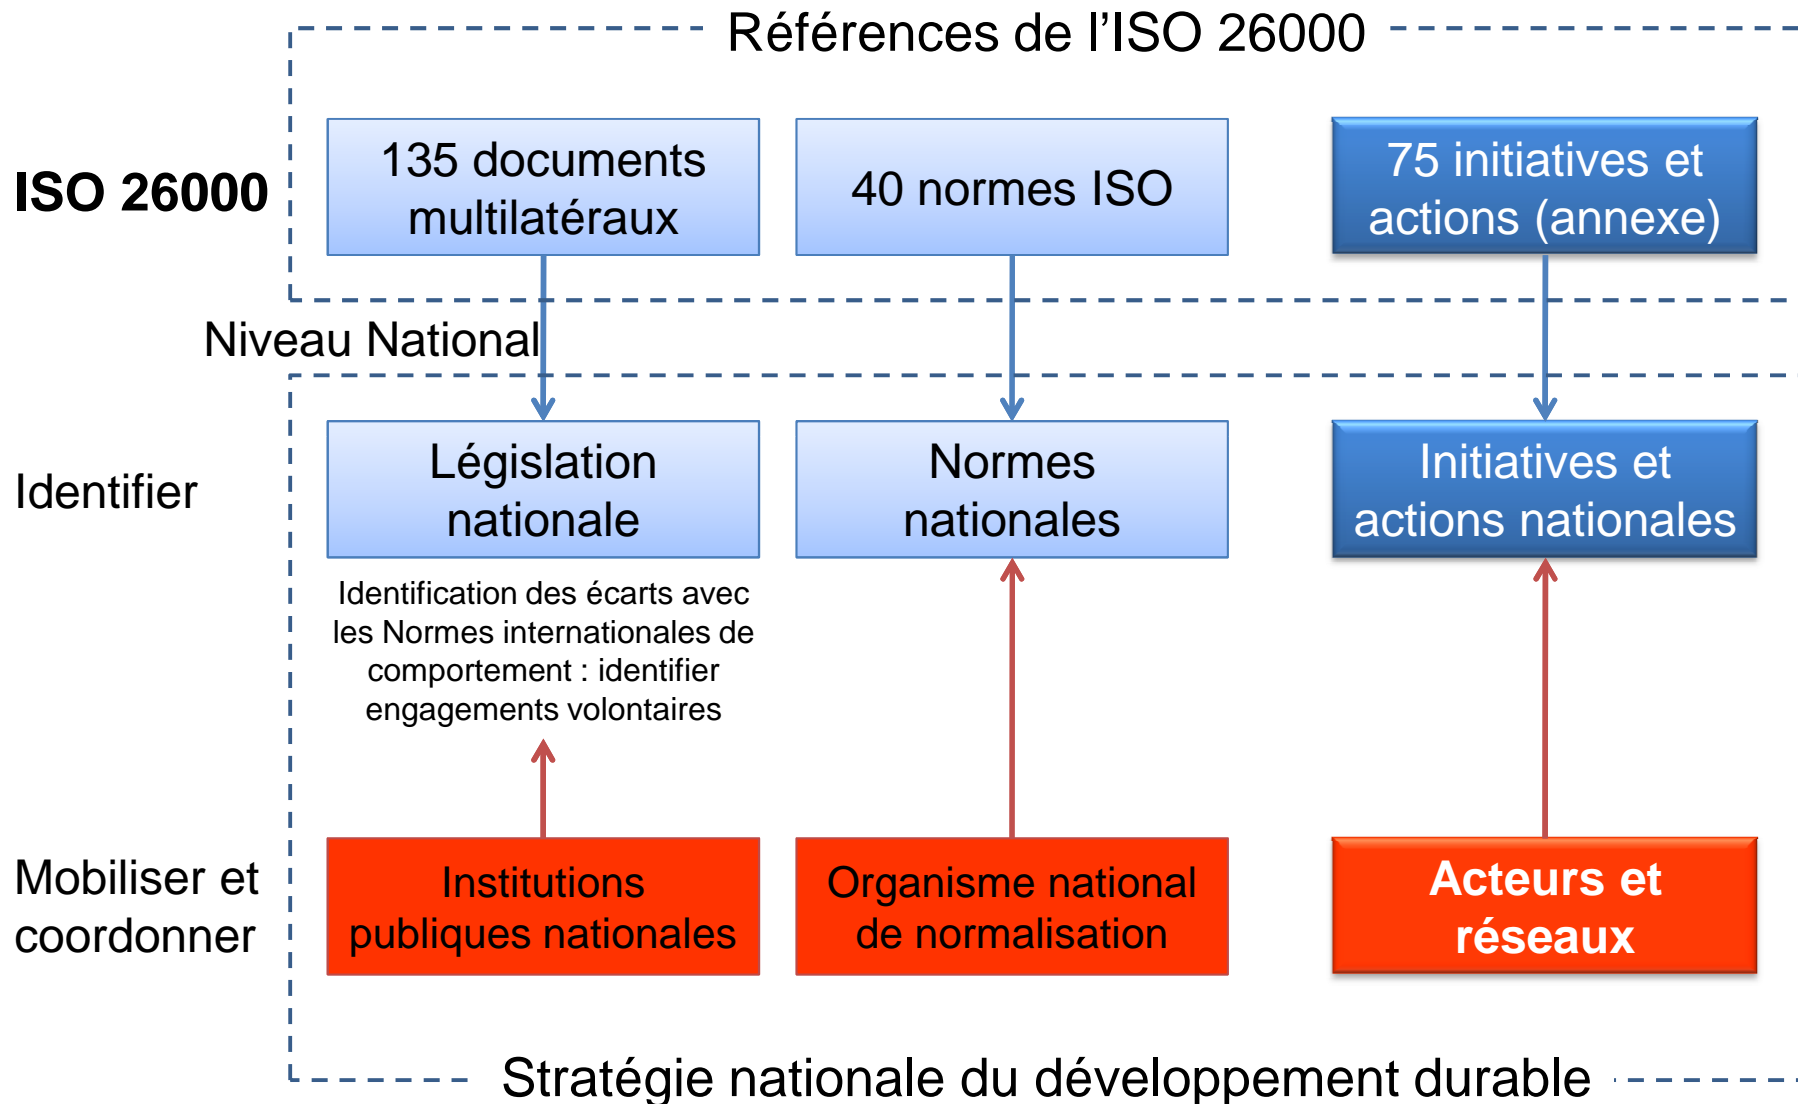 Références de l’ISO 26000
ISO 26000
135 documents
multilatéraux
40 normes ISO
75 initiatives et
actions (annexe)
Niveau National
Identifier
Législation
nationale
Normes
nationales
Initiatives et
actions nationales
Identification des écarts avec
les Normes internationales de
comportement : identifier
engagements volontaires
Mobiliser et
coordonner
Institutions
publiques nationales
Organisme national
de normalisation
Acteurs et
réseaux
Stratégie nationale du développement durable